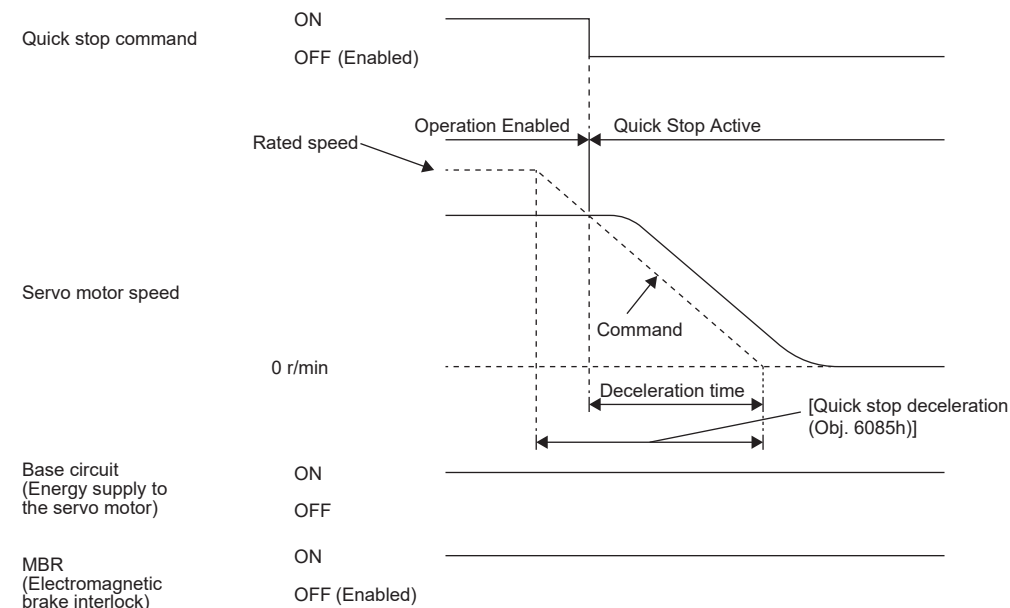 Quick stop command
ON
OFF (Enabled)
Operation Enabled
Quick Stop Active
Rated speed
Servo motor speed
Command
0 r/min
Deceleration time
[Quick stop deceleration
(Obj. 6085h)]
Base circuit
(Energy supply to
the servo motor)
ON
OFF
MBR
(Electromagnetic
brake interlock)
ON
OFF (Enabled)